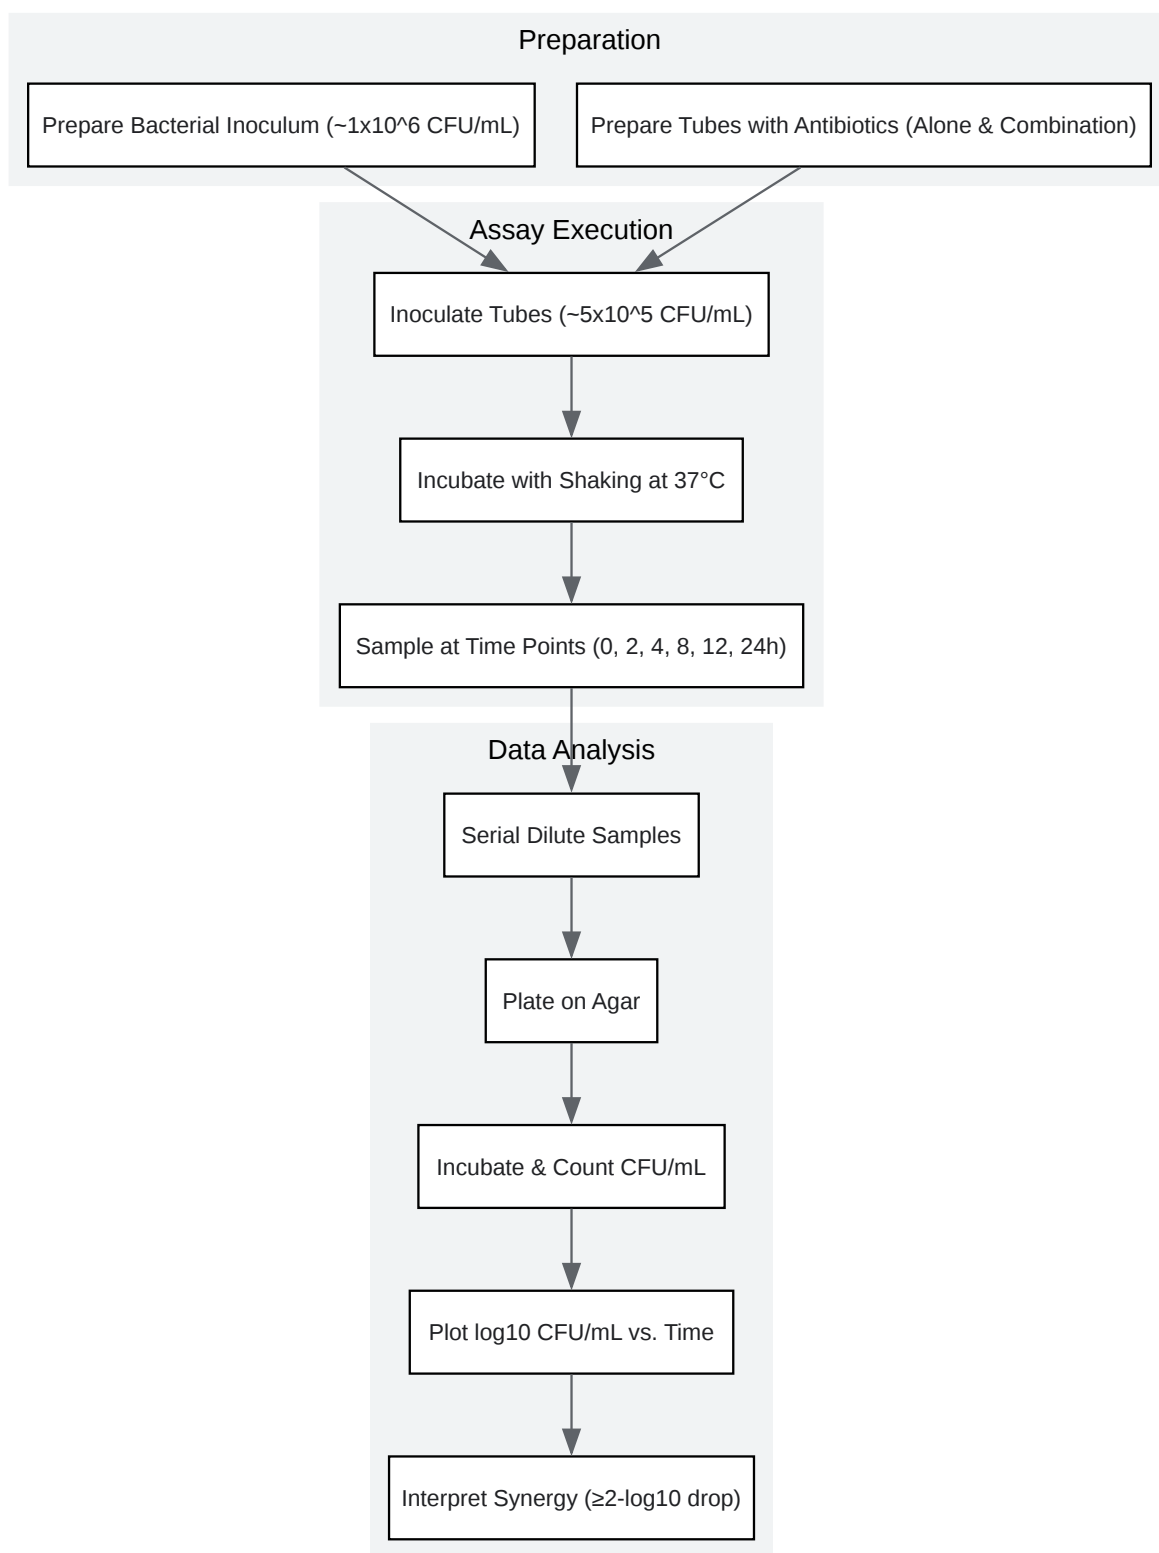 Preparation
Prepare Bacterial Inoculum (~1x10^6 CFU/mL)
Prepare Tubes with Antibiotics (Alone & Combination)
Assay Execution
Inoculate Tubes (~5x10^5 CFU/mL)
Incubate with Shaking at 37°C
Sample at Time Points (0, 2, 4, 8, 12, 24h)
Data Analysis
Serial Dilute Samples
Plate on Agar
Incubate & Count CFU/mL
Plot log10 CFU/mL vs. Time
Interpret Synergy (≥2-log10 drop)